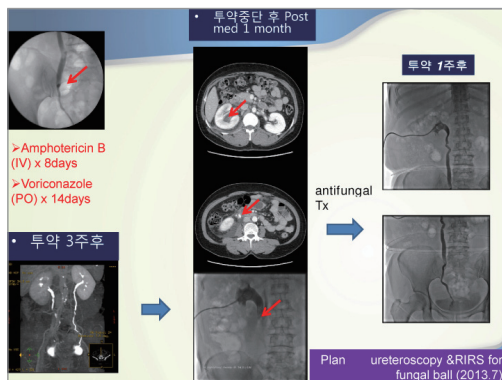 • 투약중단 후 Post
med 1 month
투약 1주후
➢Amphotericin B
(IV) x 8days
➢Voriconazole
(PO) x 14days
• 투약 3주후
antifungal
Tx
Plan ureteroscopy &RIRS for
fungal ball (2013.7)